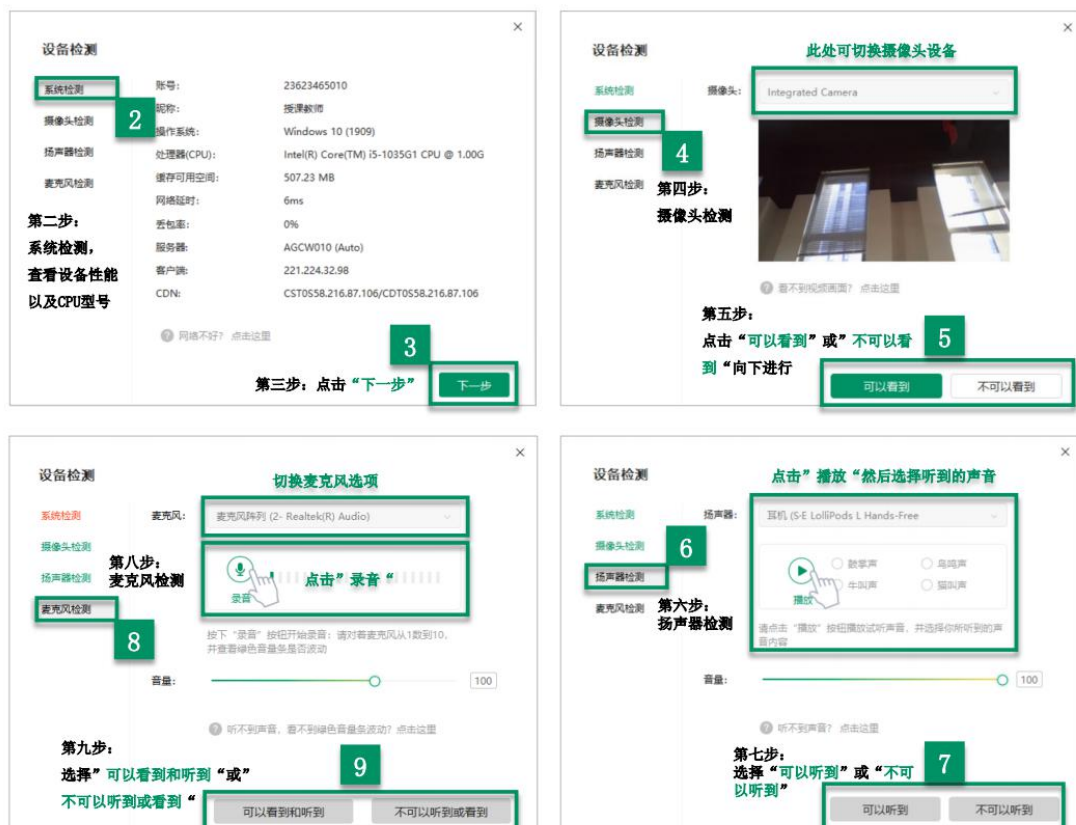 设备检测
系统检测
摄像头检测
扬声器检测
麦克风检测
2
账号: 23623465010
昵称: 授课教师
操作系统: Windows 10 (1909)
处理器(CPU): Intel(R) Core(TM) i5-1035G1 CPU @ 1.00G
缓存可用空间: 507.23 MB
网络延时: 6ms
丢包率: 0%
服务器: AGCW010 (Auto)
客户端: 221.224.32.98
CDN: CST0S58.216.87.106/CDT0S58.216.87.106
第二步:
系统检测,
查看设备性能
以及CPU型号
网络不好? 点击这里
3
第三步: 点击“下一步”
下一步
设备检测
此处可切换摄像头设备
系统检测
摄像头检测
扬声器检测
麦克风检测
摄像头: Integrated Camera
4
第四步:
摄像头检测
看不到视频画面? 点击这里
第五步:
点击“可以看到”或”不可以看
到“向下进行
5
可以看到
不可以看到
设备检测
切换麦克风选项
系统检测
摄像头检测
扬声器检测
麦克风检测
麦克风: 麦克风阵列 (2- Realtek(R) Audio)
第八步:
麦克风检测
8
点击”录音“
录音
按下 “录音” 按钮开始录音; 请对着麦克风从1数到10,
并查看绿色音量条是否波动
音量: 100
听不到声音, 看不到绿色音量条波动? 点击这里
第九步:
选择”可以看到和听到“或”
不可以听到或看到“
9
可以看到和听到
不可以听到或看到
设备检测
点击”播放“然后选择听到的声音
系统检测
摄像头检测
扬声器检测
麦克风检测
扬声器: 耳机 (S-E LolliPods L Hands-Free
6
第六步:
扬声器检测
播放
鼓掌声
鸟鸣声
牛叫声
猫叫声
请点击 “播放” 按钮播放试听声音, 并选择你所听到的声
音内容
音量: 100
听不到声音? 点击这里
第七步:
选择“可以听到”或“不可
以听到”
7
可以听到
不可以听到